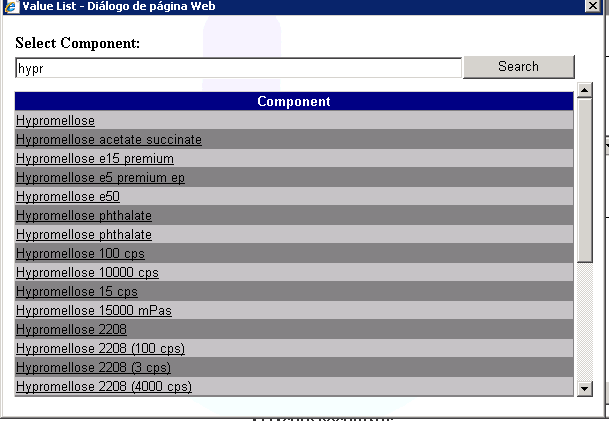 Value List - Diálogo de página Web
Select Component:
hypr
Search
Component
Hypromellose
Hypromellose acetate succinate
Hypromellose e15 premium
Hypromellose e5 premium ep
Hypromellose e50
Hypromellose phthalate
Hypromellose phthalate
Hypromellose 100 cps
Hypromellose 10000 cps
Hypromellose 15 cps
Hypromellose 15000 mPas
Hypromellose 2208
Hypromellose 2208 (100 cps)
Hypromellose 2208 (3 cps)
Hypromellose 2208 (4000 cps)